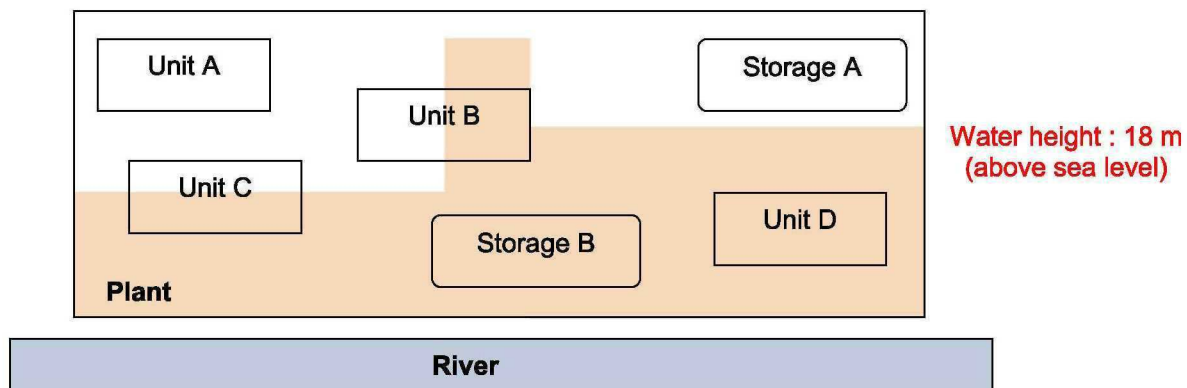 Unit A
Storage A
Unit B
Water height : 18 m
(above sea level)
Unit C
Unit D
Storage B
Plant
River